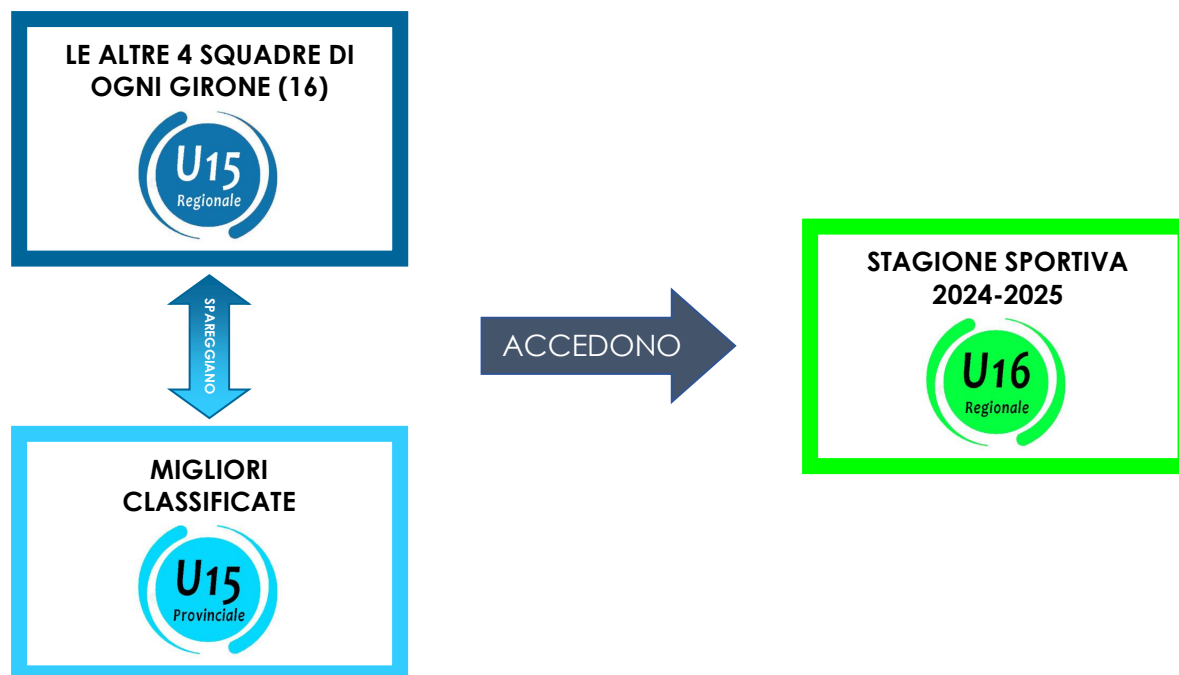 LE ALTRE 4 SQUADRE DI
OGNI GIRONE (16)
U15
Regionale
SPAREGGIANO
MIGLIORI
CLASSIFICATE
U15
Provinciale
ACCEDONO
STAGIONE SPORTIVA
2024-2025
U16
Regionale